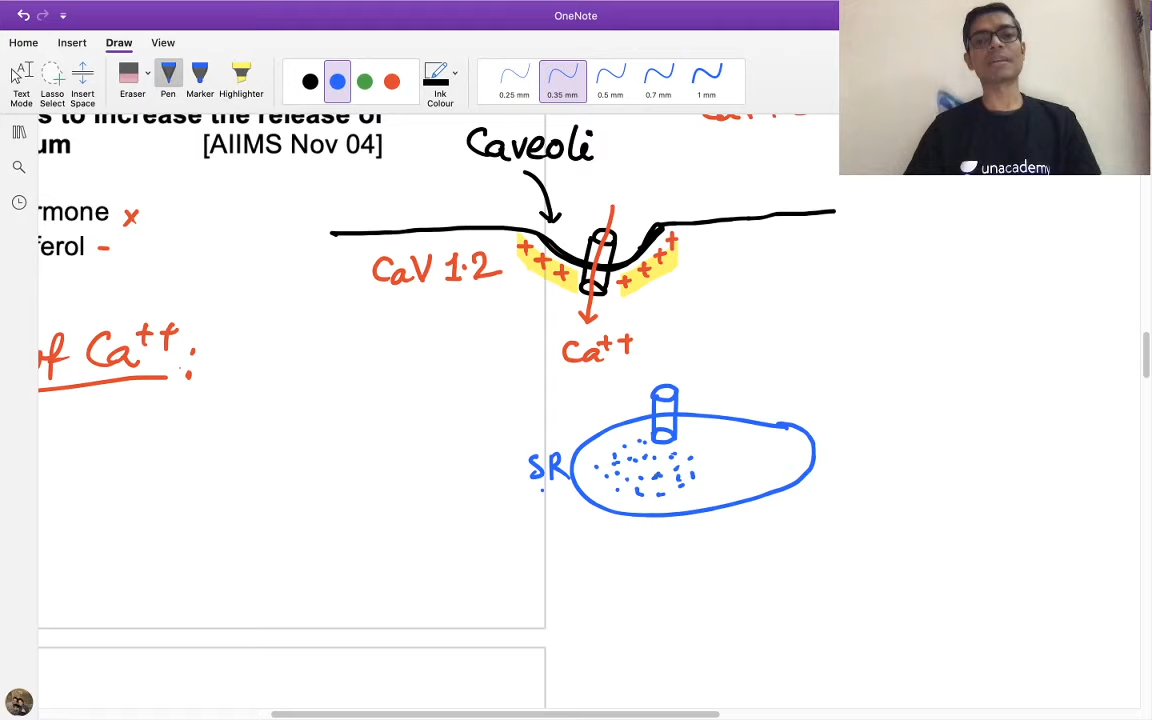 OneNote
Home Insert Draw View
Text Mode
Lasso Select
Insert Space
Eraser
Pen
Marker
Highlighter
Ink Colour
0.25 mm
0.35 mm
0.5 mm
0.7 mm
1 mm
unacademy
s to increase the release of
um [AIIMS Nov 04]
rmone x
ferol -
Caveoli
CaV 1.2
+ + + + + + +
Ca++
of Ca++ :
SR